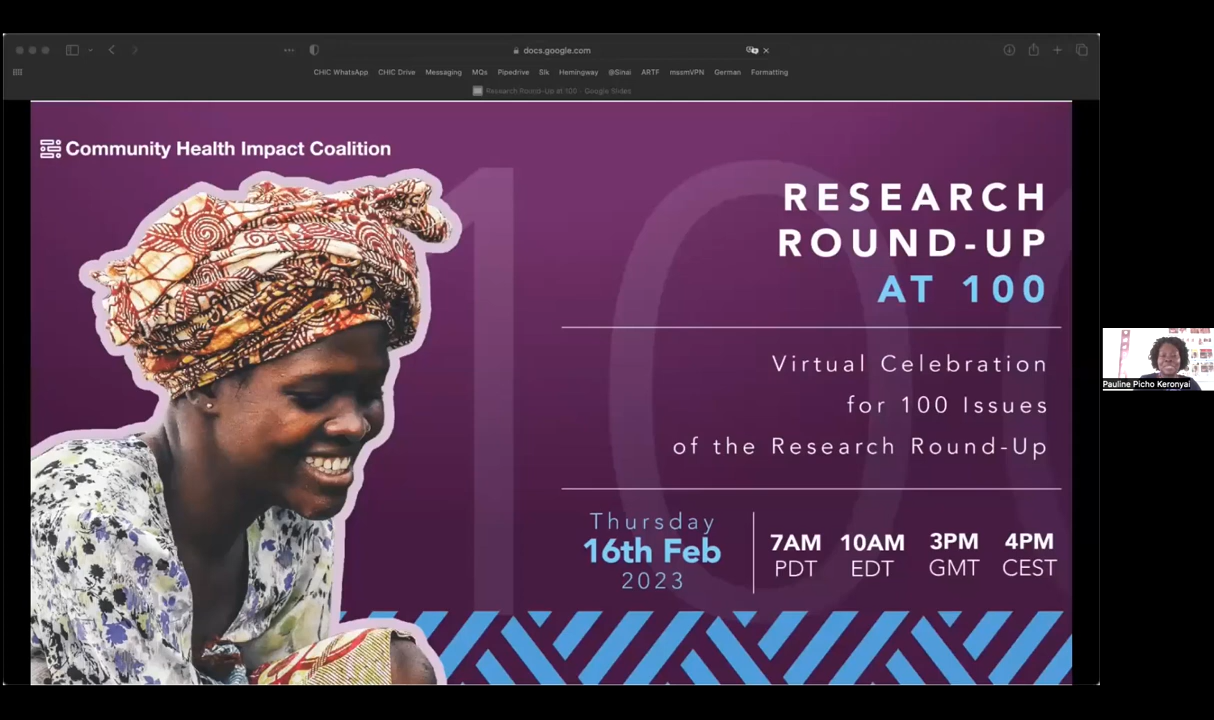 docs.google.com
CHIC WhatsApp CHIC Drive Messaging MQs Pipedrive Slk Hemingway @Sinai ARTF mssmVPN German Formatting
Research Round-Up at 100 - Google Slides
Community Health Impact Coalition
100
RESEARCH
ROUND-UP
AT 100
Virtual Celebration
for 100 Issues
of the Research Round-Up
Thursday
16th Feb
2023
7AM 10AM 3PM 4PM
PDT EDT GMT CEST
Pauline Picho Keronyai